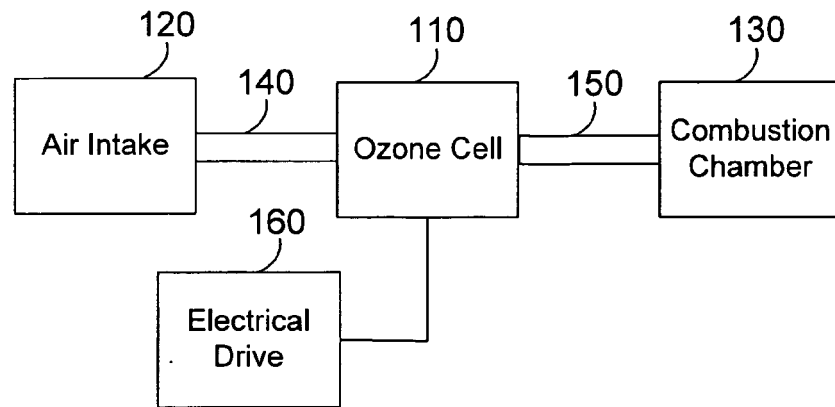 120
110
130
140
150
Air Intake
Ozone Cell
Combustion
Chamber
160
Electrical
Drive